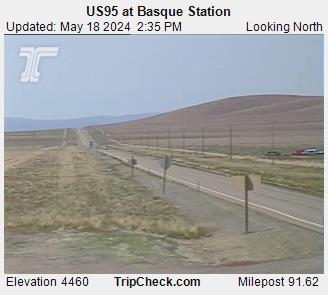 US95 at Basque Station
Updated: May 18 2024 2:35 PM Looking North
Elevation 4460 TripCheck.com Milepost 91.62